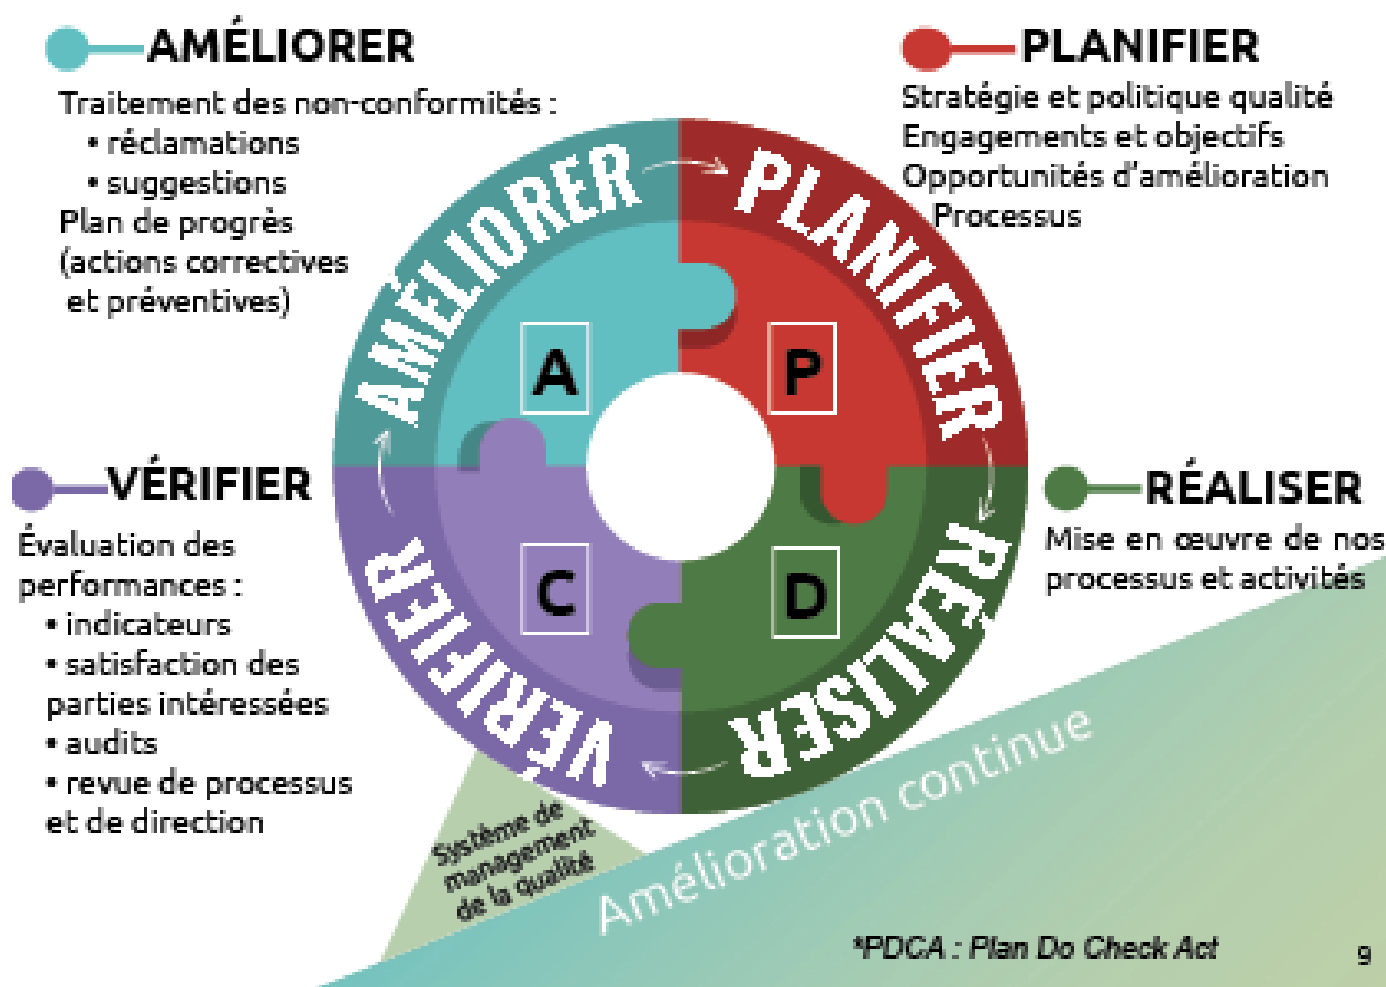 AMÉLIORER
Traitement des non-conformités :
• réclamations
• suggestions
Plan de progrès
(actions correctives
et préventives)
PLANIFIER
Stratégie et politique qualité
Engagements et objectifs
Opportunités d'amélioration
Processus
AMÉLIORER
PLANIFIER
A
P
VÉRIFIER
Évaluation des
performances :
• indicateurs
• satisfaction des
parties intéressées
• audits
• revue de processus
et de direction
RÉALISER
Mise en œuvre de nos
processus et activités
C
D
VÉRIFIER
RÉALISER
Système de
management
de la qualité
Amélioration continue
*PDCA : Plan Do Check Act
9